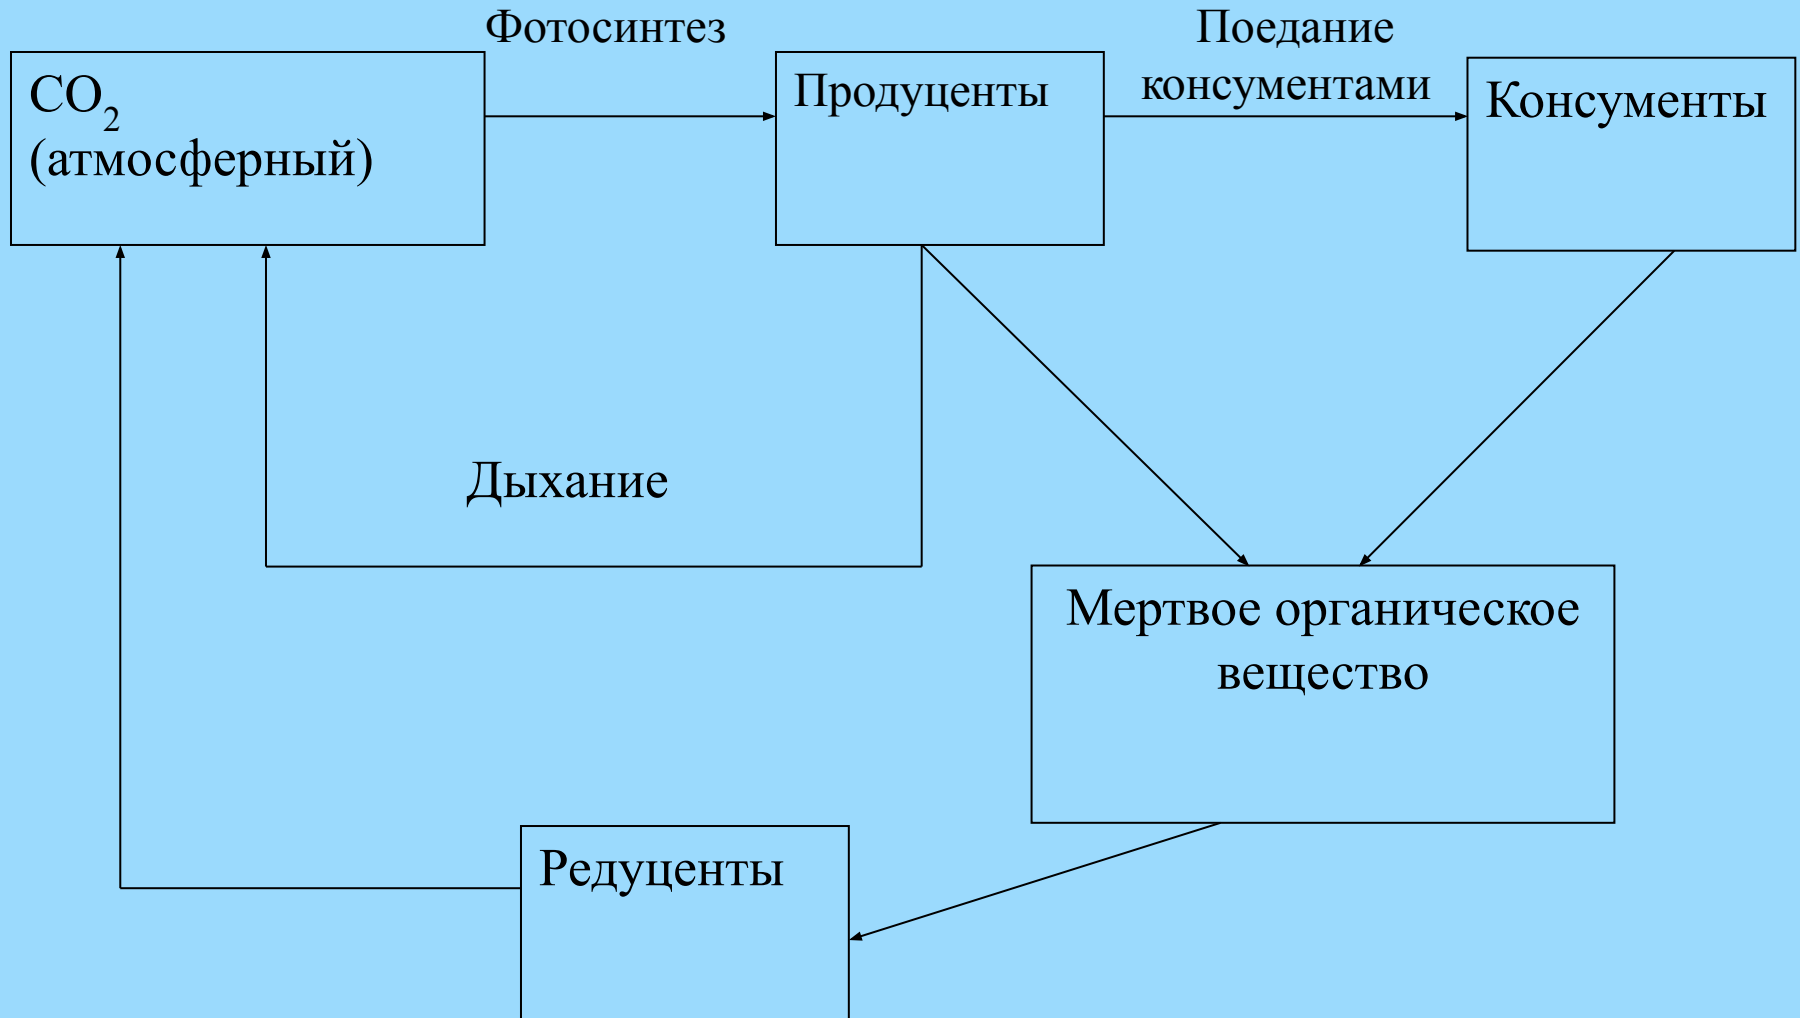 Фотосинтез
Поедание
консументами
CO₂
(атмосферный)
Продуценты
Консументы
Дыхание
Мертвое органическое
вещество
Редуценты